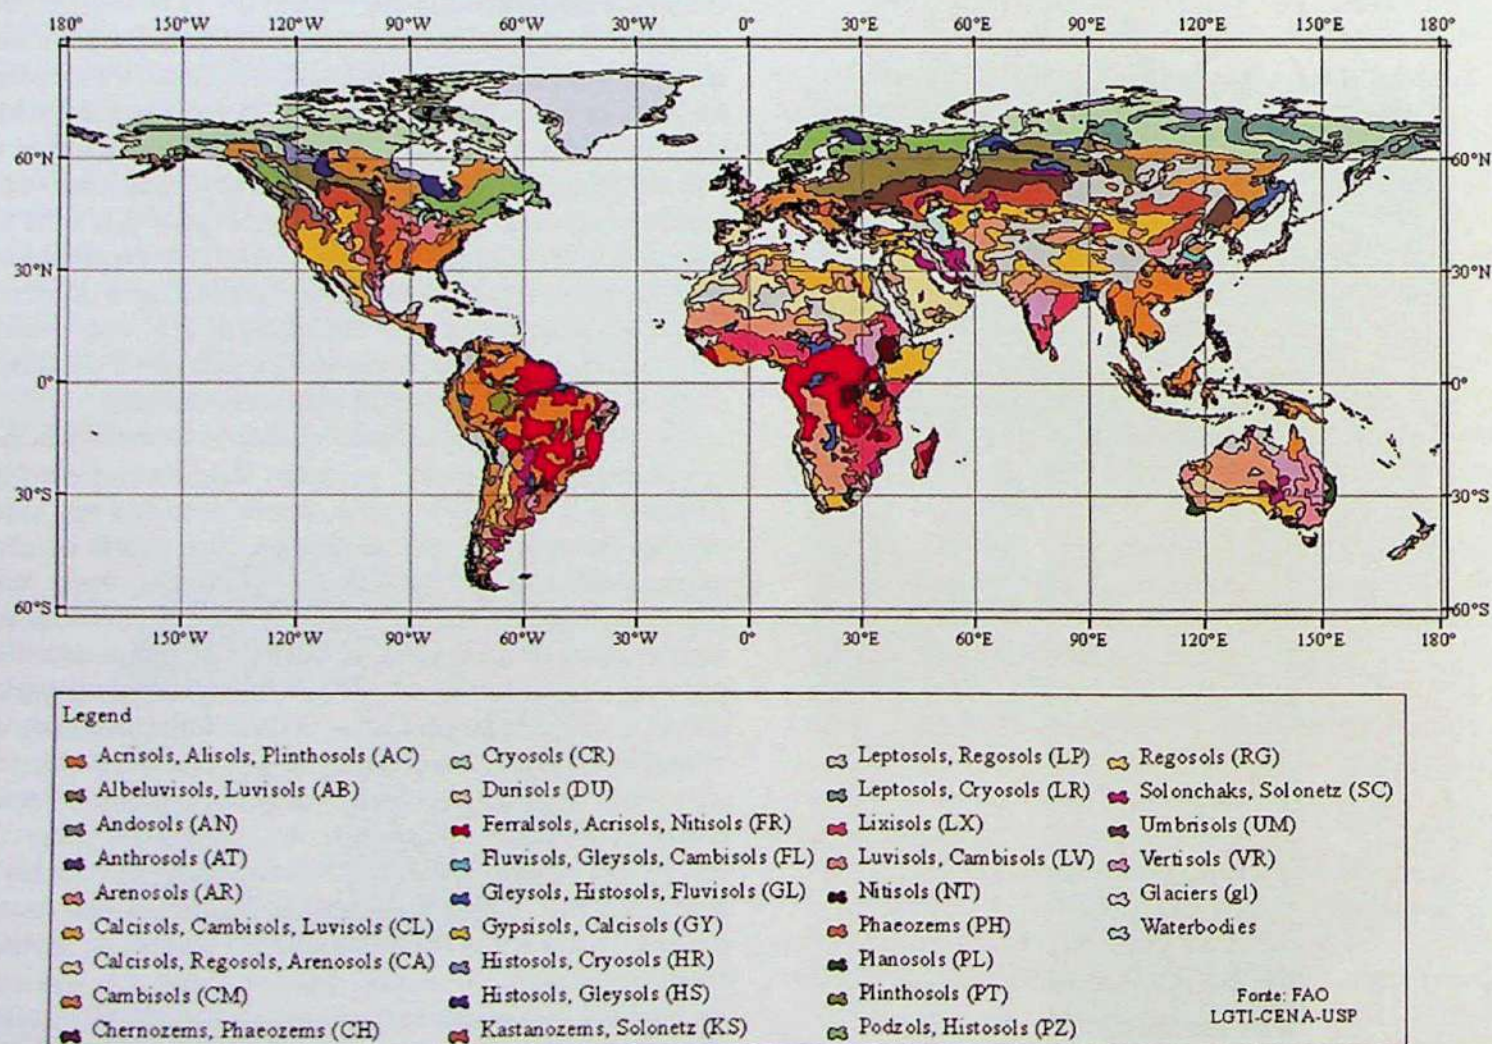 180° 150°W 120°W 90°W 60°W 30°W 0° 30°E 60°E 90°E 120°E 150°E 180°
60°N 60°N
30°N 30°N
0° 0°
30°S 30°S
60°S 60°S
150°W 120°W 90°W 60°W 30°W 0° 30°E 60°E 90°E 120°E 150°E 180°
Legend
Acrisols, Alisols, Plinthosols (AC)
Albeluvisols, Luvisols (AB)
Andosols (AN)
Anthrosols (AT)
Arenosols (AR)
Calcisols, Cambisols, Luvisols (CL)
Calcisols, Regosols, Arenosols (CA)
Cambisols (CM)
Chernozems, Phaeozems (CH)
Cryosols (CR)
Durisols (DU)
Ferralsols, Acrisols, Nitisols (FR)
Fluvisols, Gleysols, Cambisols (FL)
Gleysols, Histosols, Fluvisols (GL)
Gypsisols, Calcisols (GY)
Histosols, Cryosols (HR)
Histosols, Gleysols (HS)
Kastanozems, Solonetz (KS)
Leptosols, Regosols (LP)
Leptosols, Cryosols (LR)
Lixisols (LX)
Luvisols, Cambisols (LV)
Nitisols (NT)
Phaeozems (PH)
Planosols (PL)
Plinthosols (PT)
Podzols, Histosols (PZ)
Regosols (RG)
Solonchaks, Solonetz (SC)
Umbrisols (UM)
Vertisols (VR)
Glaciers (gl)
Waterbodies
Fonte: FAO
LGTI-CENA-USP